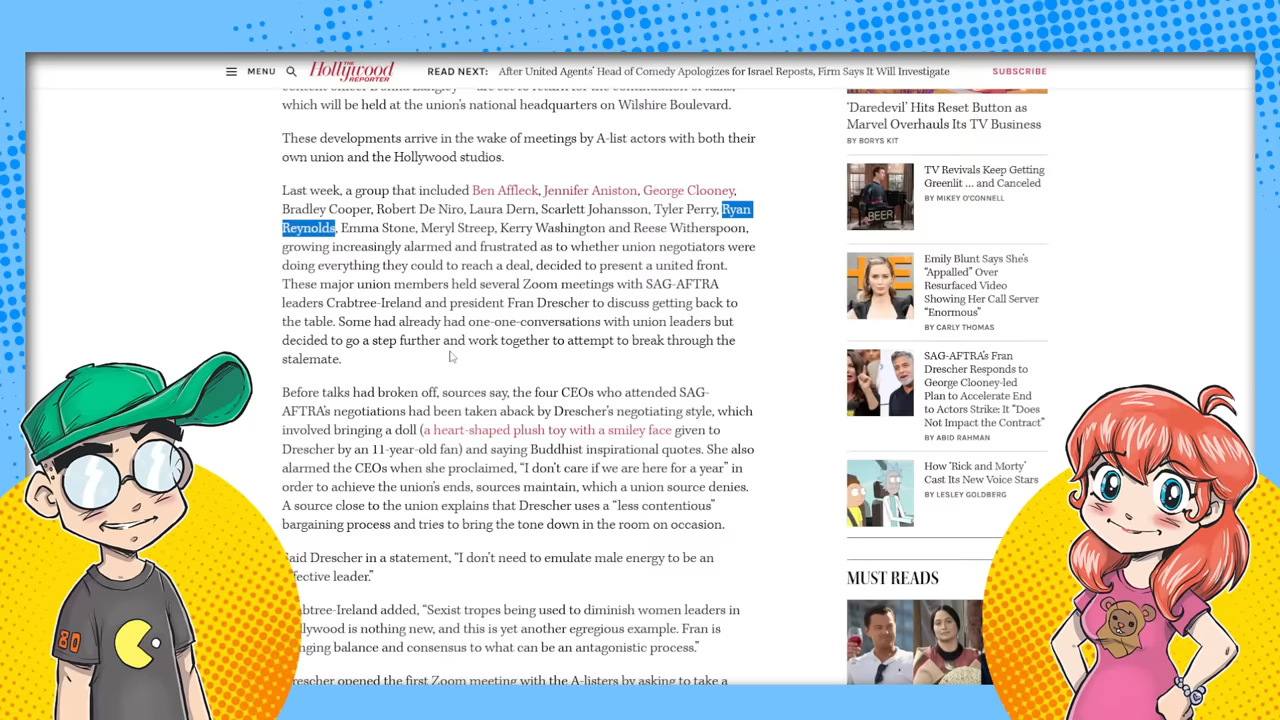 MENU
THE
Hollywood
REPORTER
READ NEXT: After United Agents' Head of Comedy Apologizes for Israel Reposts, Firm Says It Will Investigate
SUBSCRIBE
which will be held at the union's national headquarters on Wilshire Boulevard.
These developments arrive in the wake of meetings by A-list actors with both their
own union and the Hollywood studios.
Last week, a group that included Ben Affleck, Jennifer Aniston, George Clooney,
Bradley Cooper, Robert De Niro, Laura Dern, Scarlett Johansson, Tyler Perry, Ryan
Reynolds, Emma Stone, Meryl Streep, Kerry Washington and Reese Witherspoon,
growing increasingly alarmed and frustrated as to whether union negotiators were
doing everything they could to reach a deal, decided to present a united front.
These major union members held several Zoom meetings with SAG-AFTRA
leaders Crabtree-Ireland and president Fran Drescher to discuss getting back to
the table. Some had already had one-one-conversations with union leaders but
decided to go a step further and work together to attempt to break through the
stalemate.
Before talks had broken off, sources say, the four CEOs who attended SAG-
AFTRA's negotiations had been taken aback by Drescher's negotiating style, which
involved bringing a doll (a heart-shaped plush toy with a smiley face given to
Drescher by an 11-year-old fan) and saying Buddhist inspirational quotes. She also
alarmed the CEOs when she proclaimed, "I don't care if we are here for a year" in
order to achieve the union's ends, sources maintain, which a union source denies.
A source close to the union explains that Drescher uses a "less contentious"
bargaining process and tries to bring the tone down in the room on occasion.
Said Drescher in a statement, "I don't need to emulate male energy to be an
fective leader."
abtree-Ireland added, "Sexist tropes being used to diminish women leaders in
llywood is nothing new, and this is yet another egregious example. Fran is
nging balance and consensus to what can be an antagonistic process."
rescher opened the first Zoom meeting with the A-listers by asking to take a
'Daredevil' Hits Reset Button as
Marvel Overhauls Its TV Business
BY BORYS KIT
BEER
TV Revivals Keep Getting
Greenlit ... and Canceled
BY MIKEY O'CONNELL
Emily Blunt Says She's
"Appalled" Over
Resurfaced Video
Showing Her Call Server
"Enormous"
BY CARLY THOMAS
SAG-AFTRA's Fran
Drescher Responds to
George Clooney-led
Plan to Accelerate End
to Actors Strike: It "Does
Not Impact the Contract"
BY ABID RAHMAN
How 'Rick and Morty'
Cast Its New Voice Stars
BY LESLEY GOLDBERG
MUST READS
80